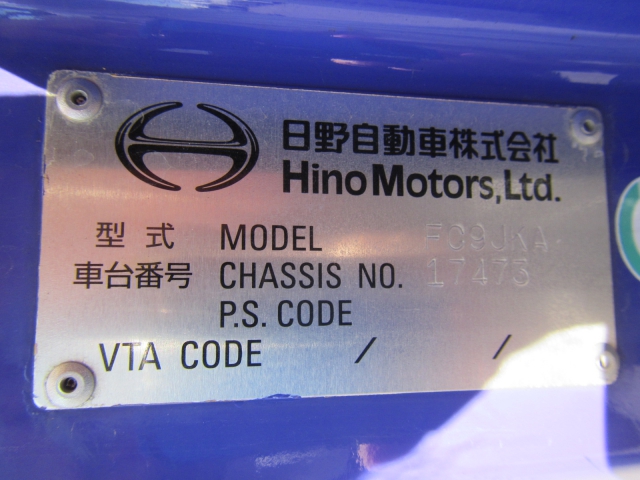 日野自動車株式会社
Hino Motors, Ltd.
型式 MODEL FC9JKA
車台番号 CHASSIS NO. 17475
P.S. CODE
VTA CODE / /